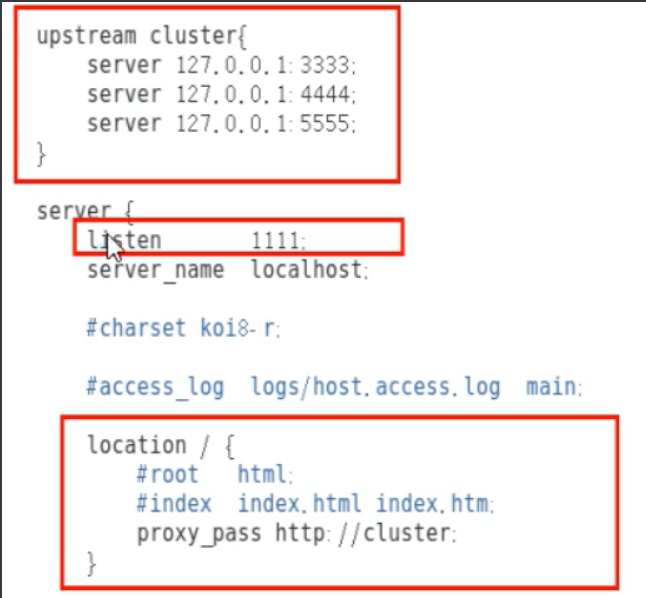 upstream cluster{
server 127.0.0.1:3333;
server 127.0.0.1:4444;
server 127.0.0.1:5555;
}
server {
listen 1111;
server_name localhost;
#charset koi8-r;
#access_log logs/host.access.log main;
location / {
#root html;
#index index.html index.htm;
proxy_pass http://cluster;
}